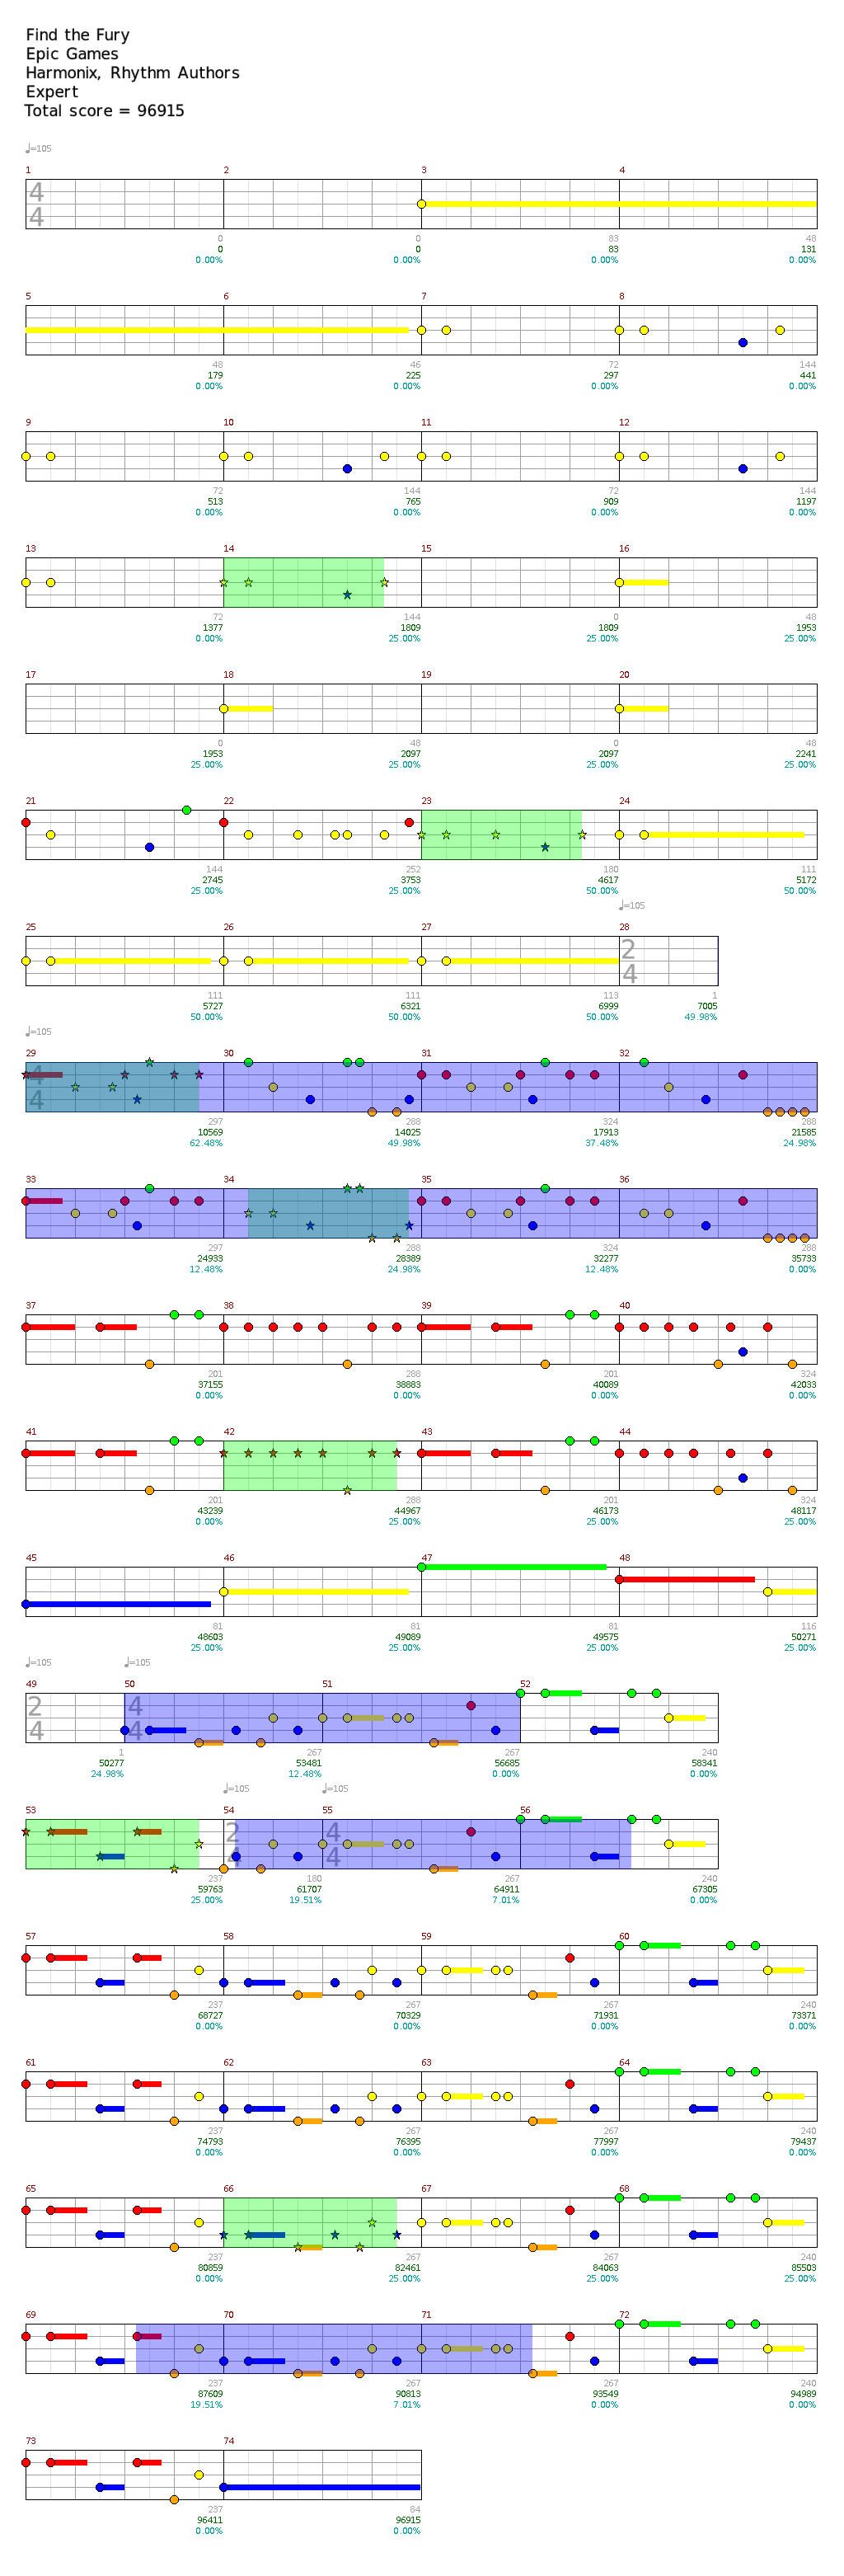 Find the Fury
Epic Games
Harmonix, Rhythm Authors
Expert
Total score = 96915
♩=105
1 2 3 4
4
4
0 0 83 48
0 0 83 131
0.00% 0.00% 0.00% 0.00%
5 6 7 8
48 46 72 144
179 225 297 441
0.00% 0.00% 0.00% 0.00%
9 10 11 12
72 144 72 144
513 765 909 1197
0.00% 0.00% 0.00% 0.00%
13 14 15 16
72 144 0 48
1377 1809 1809 1953
0.00% 25.00% 25.00% 25.00%
17 18 19 20
0 48 0 48
1953 2097 2097 2241
25.00% 25.00% 25.00% 25.00%
21 22 23 24
144 252 180 111
2745 3753 4617 5172
25.00% 25.00% 50.00% 50.00%
♩=105
25 26 27 28
2
4
111 111 113 1
5727 6321 6999 7005
50.00% 50.00% 50.00% 49.98%
♩=105
29 30 31 32
4
4
297 288 324 288
10569 14025 17913 21585
62.48% 49.98% 37.48% 24.98%
33 34 35 36
297 288 324 288
24933 28389 32277 35733
12.48% 24.98% 12.48% 0.00%
37 38 39 40
201 288 201 324
37155 38883 40089 42033
0.00% 0.00% 0.00% 0.00%
41 42 43 44
201 288 201 324
43239 44967 46173 48117
0.00% 25.00% 25.00% 25.00%
45 46 47 48
81 81 81 116
48603 49089 49575 50271
25.00% 25.00% 25.00% 25.00%
♩=105 ♩=105
49 50 51 52
2 4
4 4
1 267 267 240
50277 53481 56685 58341
24.98% 12.48% 0.00% 0.00%
♩=105 ♩=105
53 54 55 56
2 4
4 4
237 180 267 240
59763 61707 64911 67305
25.00% 19.51% 7.01% 0.00%
57 58 59 60
237 267 267 240
68727 70329 71931 73371
0.00% 0.00% 0.00% 0.00%
61 62 63 64
237 267 267 240
74793 76395 77997 79437
0.00% 0.00% 0.00% 0.00%
65 66 67 68
237 267 267 240
80859 82461 84063 85503
0.00% 25.00% 25.00% 25.00%
69 70 71 72
237 267 267 240
87609 90813 93549 94989
19.51% 7.01% 0.00% 0.00%
73 74
237 84
96411 96915
0.00% 0.00%